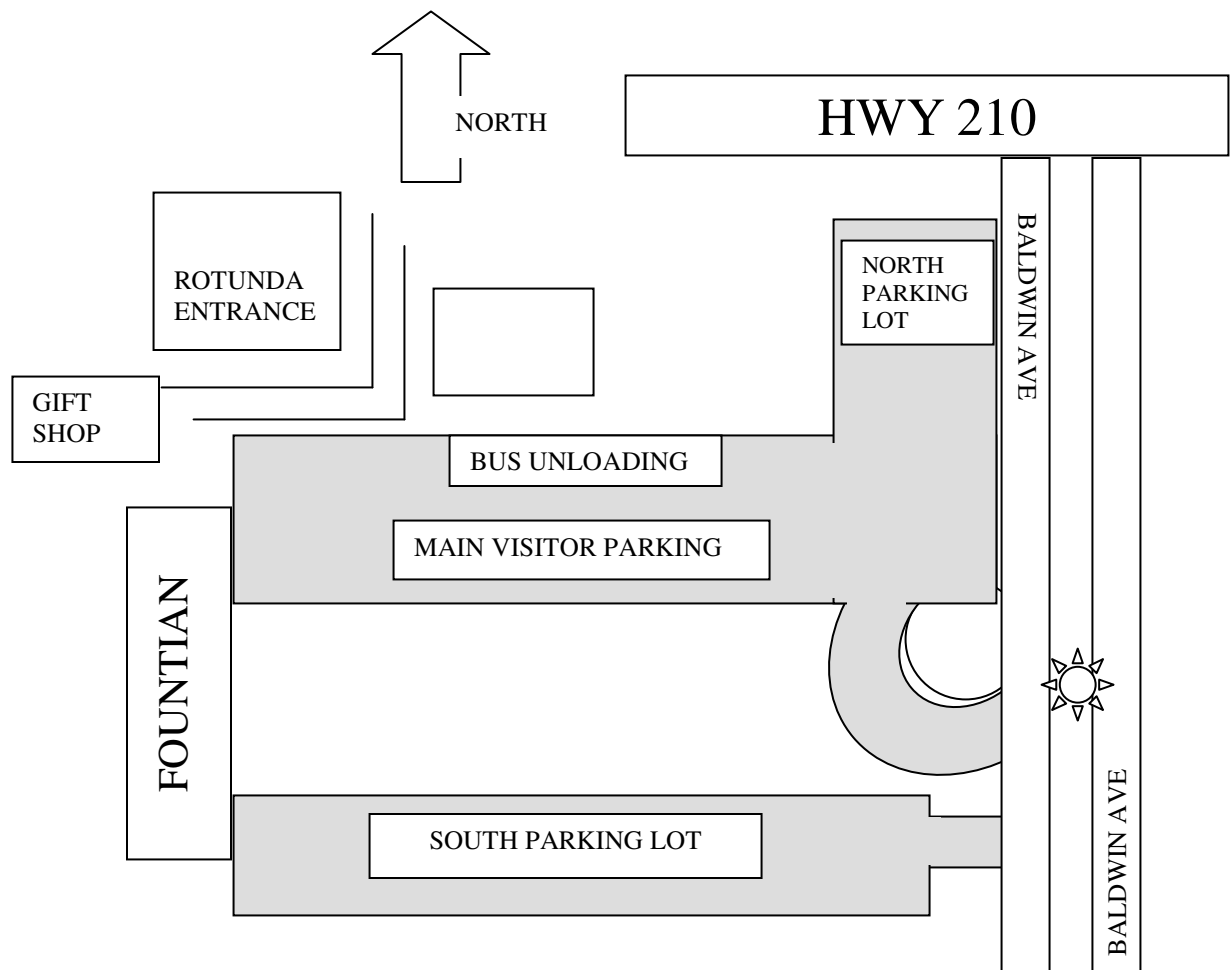 NORTH
HWY 210
BALDWIN AVE
NORTH
PARKING
LOT
ROTUNDA
ENTRANCE
GIFT
SHOP
BUS UNLOADING
MAIN VISITOR PARKING
FOUNTIAN
SOUTH PARKING LOT
BALDWIN AVE